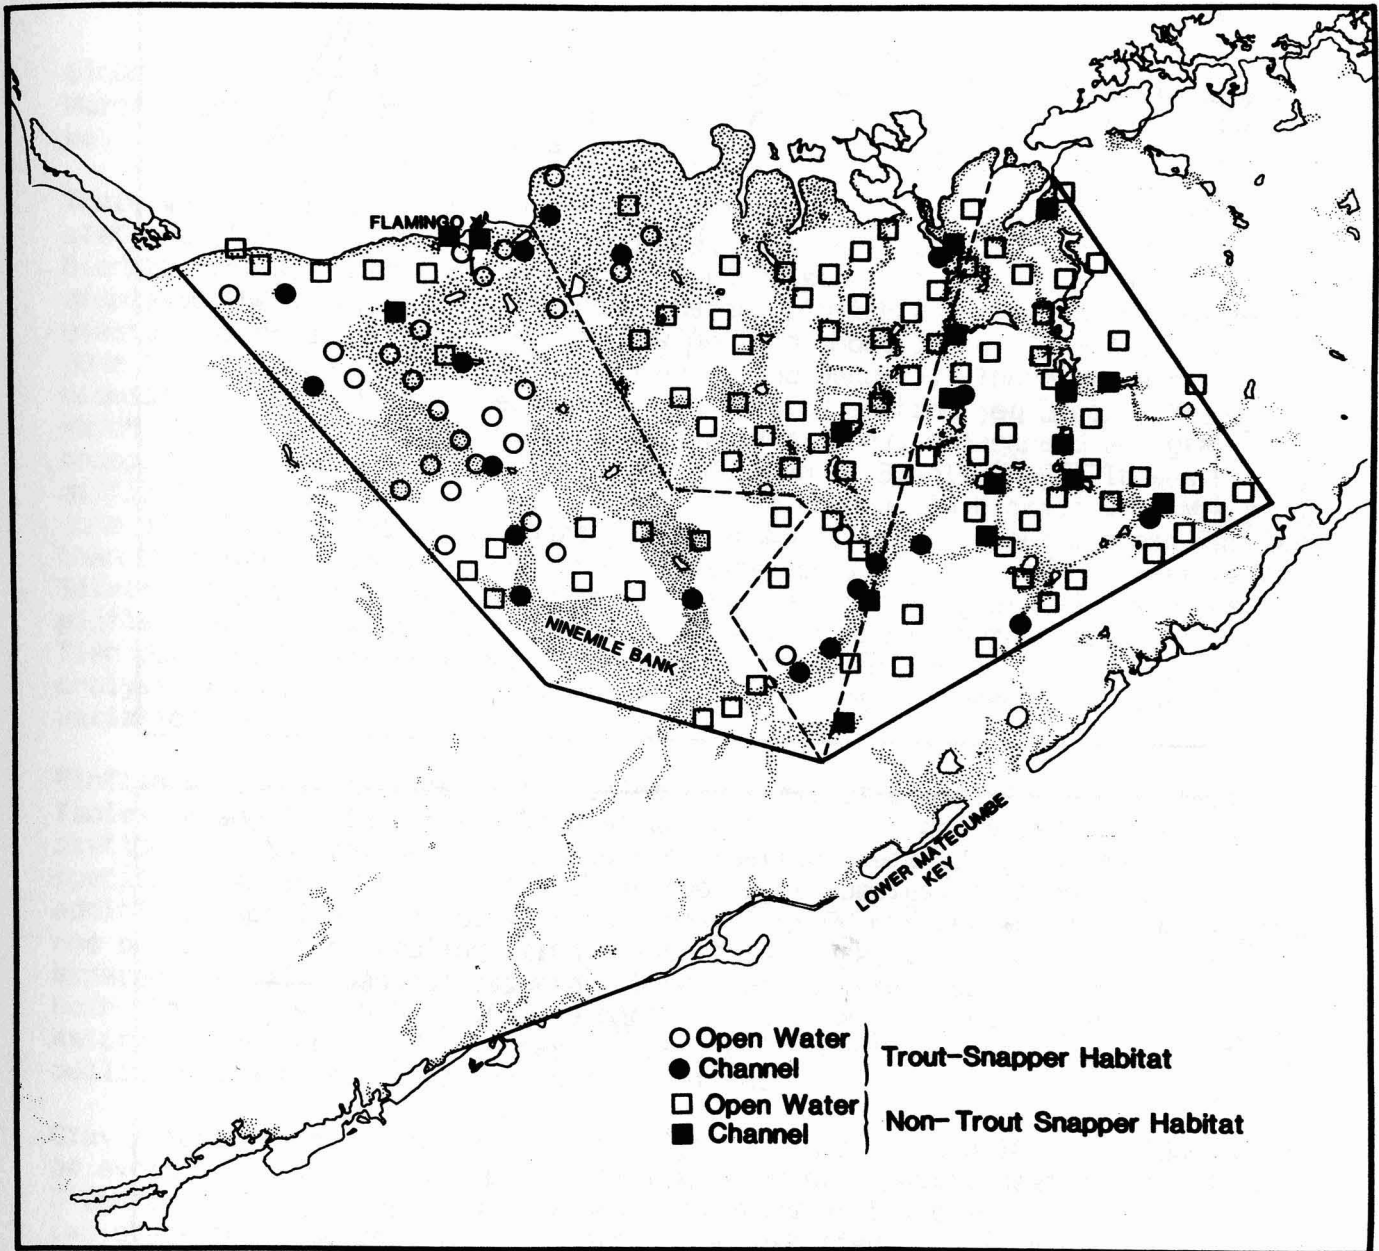 FLAMINGO
NINEMILE BANK
LOWER MATECUMBE
KEY
Open Water
Channel
Trout-Snapper Habitat
Open Water
Channel
Non-Trout Snapper Habitat